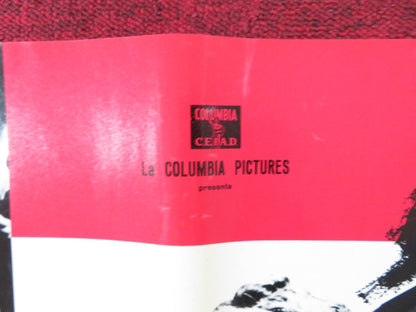 COLUMBIA
C.E.I.A.D.
La COLUMBIA PICTURES
presenta